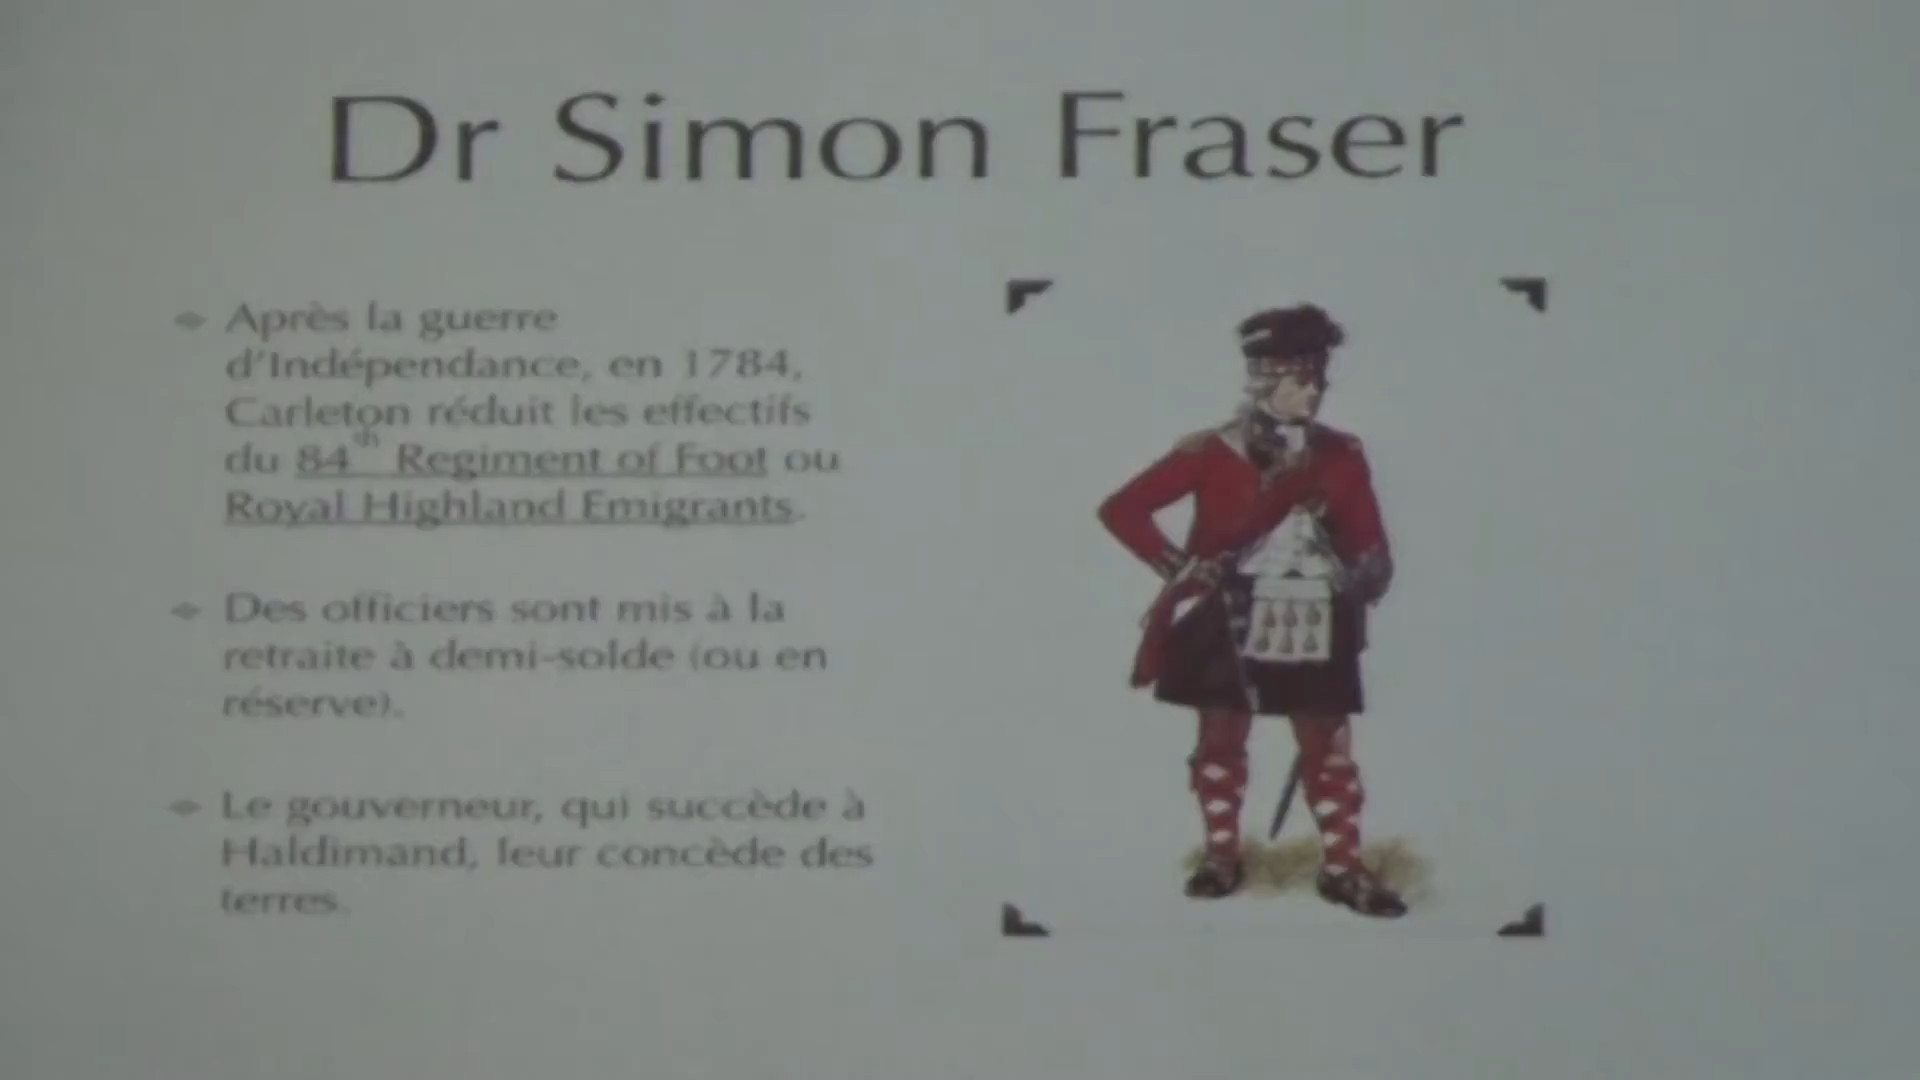 Dr Simon Fraser
Après la guerre
d'Indépendance, en 1784,
Carleton réduit les effectifs
du 84th Regiment of Foot ou
Royal Highland Emigrants.
Des officiers sont mis à la
retraite à demi-solde (ou en
réserve).
Le gouverneur, qui succède à
Haldimand, leur concède des
terres.